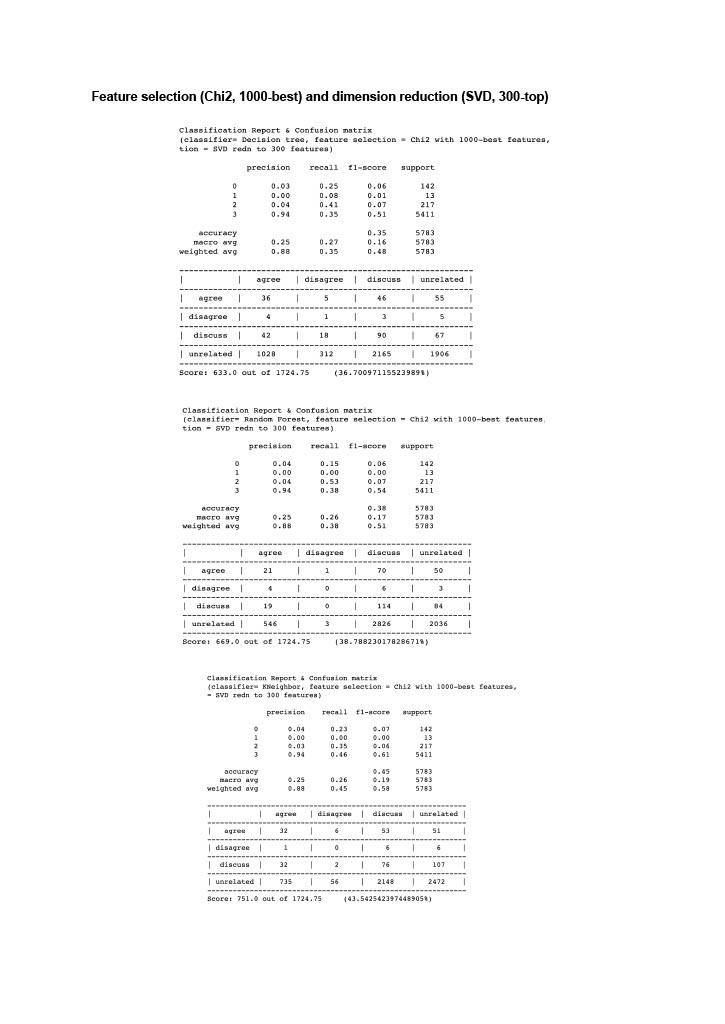 Feature selection (Chi2, 1000-best) and dimension reduction (SVD, 300-top)
Classification Report & Confusion matrix
(classifier= Decision tree, feature selection = Chi2 with 1000-best features,
tion = SVD redn to 300 features)
precision recall f1-score support
0 0.03 0.25 0.06 142
1 0.00 0.08 0.01 13
2 0.04 0.41 0.07 217
3 0.94 0.35 0.51 5411
accuracy 0.35 5783
macro avg 0.25 0.27 0.16 5783
weighted avg 0.88 0.35 0.48 5783
-------------------------------------------------------------
| | agree | disagree | discuss | unrelated |
-------------------------------------------------------------
| agree | 36 | 5 | 46 | 55 |
-------------------------------------------------------------
| disagree | 4 | 1 | 3 | 5 |
-------------------------------------------------------------
| discuss | 42 | 18 | 90 | 67 |
-------------------------------------------------------------
| unrelated | 1028 | 312 | 2165 | 1906 |
-------------------------------------------------------------
Score: 633.0 out of 1724.75 (36.70097115523989%)
Classification Report & Confusion matrix
(classifier= Random Forest, feature selection = Chi2 with 1000-best features,
tion = SVD redn to 300 features)
precision recall f1-score support
0 0.04 0.15 0.06 142
1 0.00 0.00 0.00 13
2 0.04 0.53 0.07 217
3 0.94 0.38 0.54 5411
accuracy 0.38 5783
macro avg 0.25 0.26 0.17 5783
weighted avg 0.88 0.38 0.51 5783
-------------------------------------------------------------
| | agree | disagree | discuss | unrelated |
-------------------------------------------------------------
| agree | 21 | 1 | 70 | 50 |
-------------------------------------------------------------
| disagree | 4 | 0 | 6 | 3 |
-------------------------------------------------------------
| discuss | 19 | 0 | 114 | 84 |
-------------------------------------------------------------
| unrelated | 546 | 3 | 2826 | 2036 |
-------------------------------------------------------------
Score: 669.0 out of 1724.75 (38.78823017828671%)
Classification Report & Confusion matrix
(classifier= KNeighbor, feature selection = Chi2 with 1000-best features,
= SVD redn to 300 features)
precision recall f1-score support
0 0.04 0.23 0.07 142
1 0.00 0.00 0.00 13
2 0.03 0.35 0.06 217
3 0.94 0.46 0.61 5411
accuracy 0.45 5783
macro avg 0.25 0.26 0.19 5783
weighted avg 0.88 0.45 0.58 5783
-------------------------------------------------------------
| | agree | disagree | discuss | unrelated |
-------------------------------------------------------------
| agree | 32 | 6 | 53 | 51 |
-------------------------------------------------------------
| disagree | 1 | 0 | 6 | 6 |
-------------------------------------------------------------
| discuss | 32 | 2 | 76 | 107 |
-------------------------------------------------------------
| unrelated | 735 | 56 | 2148 | 2472 |
-------------------------------------------------------------
Score: 751.0 out of 1724.75 (43.542542397448905%)